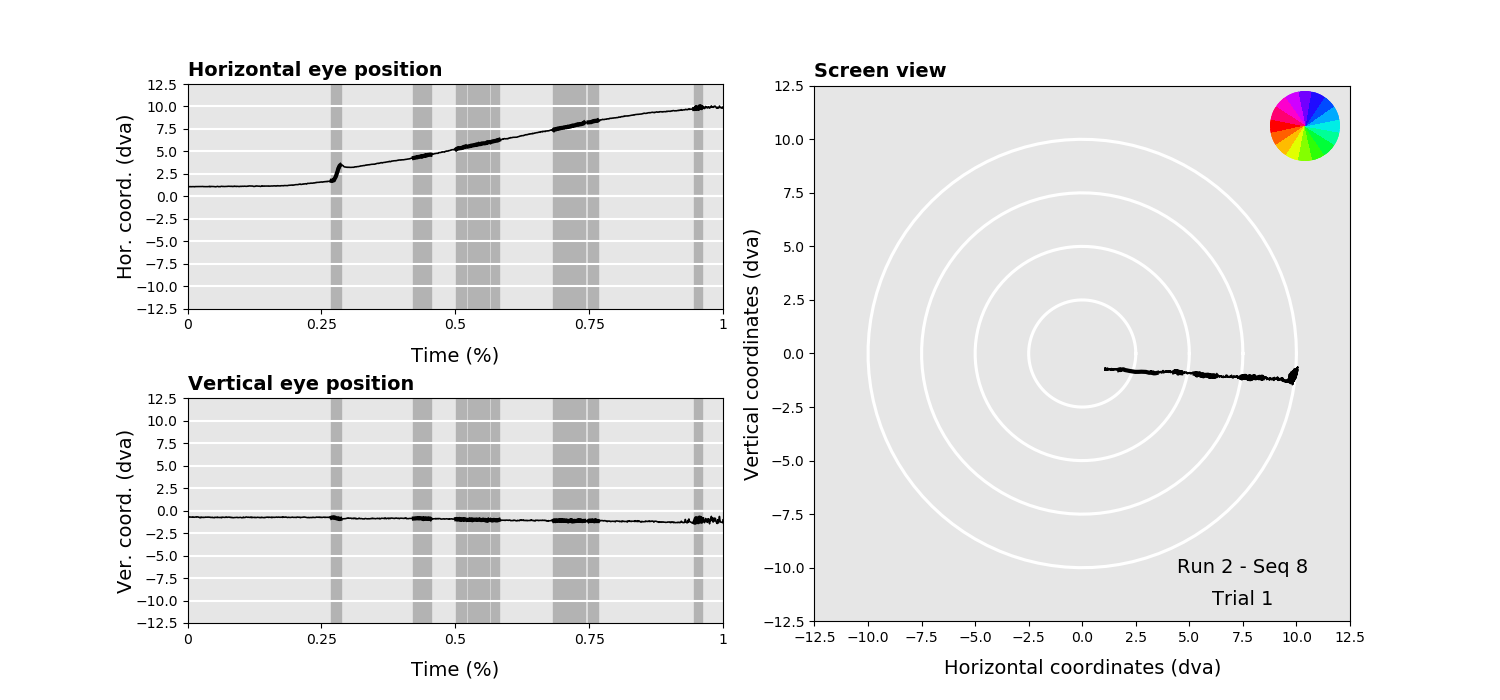 Horizontal eye position
Hor. coord. (dva)
12.5
10.0
7.5
5.0
2.5
0.0
−2.5
−5.0
−7.5
−10.0
−12.5
0 0.25 0.5 0.75 1
Time (%)
Vertical eye position
Ver. coord. (dva)
12.5
10.0
7.5
5.0
2.5
0.0
−2.5
−5.0
−7.5
−10.0
−12.5
0 0.25 0.5 0.75 1
Time (%)
Screen view
Vertical coordinates (dva)
12.5
10.0
7.5
5.0
2.5
0.0
−2.5
−5.0
−7.5
−10.0
−12.5
Run 2 - Seq 8
Trial 1
−12.5 −10.0 −7.5 −5.0 −2.5 0.0 2.5 5.0 7.5 10.0 12.5
Horizontal coordinates (dva)